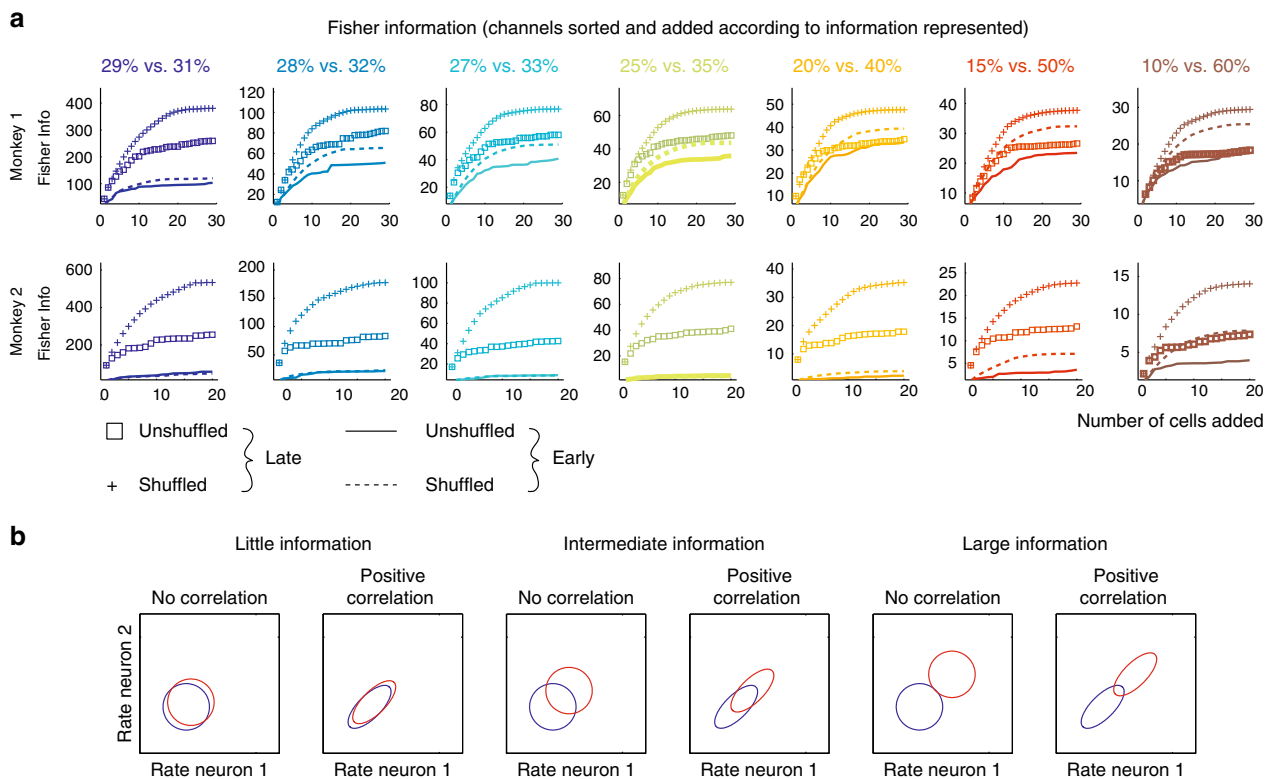 a
Fisher information (channels sorted and added according to information represented)
29% vs. 31%
28% vs. 32%
27% vs. 33%
25% vs. 35%
20% vs. 40%
15% vs. 50%
10% vs. 60%
Monkey 1
Fisher Info
400
300
200
100
0 10 20 30
120
100
80
60
40
20
0 10 20 30
80
60
40
20
0 10 20 30
60
40
20
0 10 20 30
50
40
30
20
10
0 10 20 30
40
30
20
10
0 10 20 30
30
20
10
0 10 20 30
Monkey 2
Fisher Info
600
400
200
0 10 20
200
150
100
50
0 10 20
100
80
60
40
20
0 10 20
80
60
40
20
0 10 20
40
30
20
10
0 10 20
25
20
15
10
5
0 10 20
15
10
5
0 10 20
Number of cells added
Unshuffled
Shuffled
Late
Unshuffled
Shuffled
Early
b
Little information
Intermediate information
Large information
No correlation
Positive
correlation
No correlation
Positive
correlation
No correlation
Positive
correlation
Rate neuron 2
Rate neuron 1
Rate neuron 1
Rate neuron 1
Rate neuron 1
Rate neuron 1
Rate neuron 1